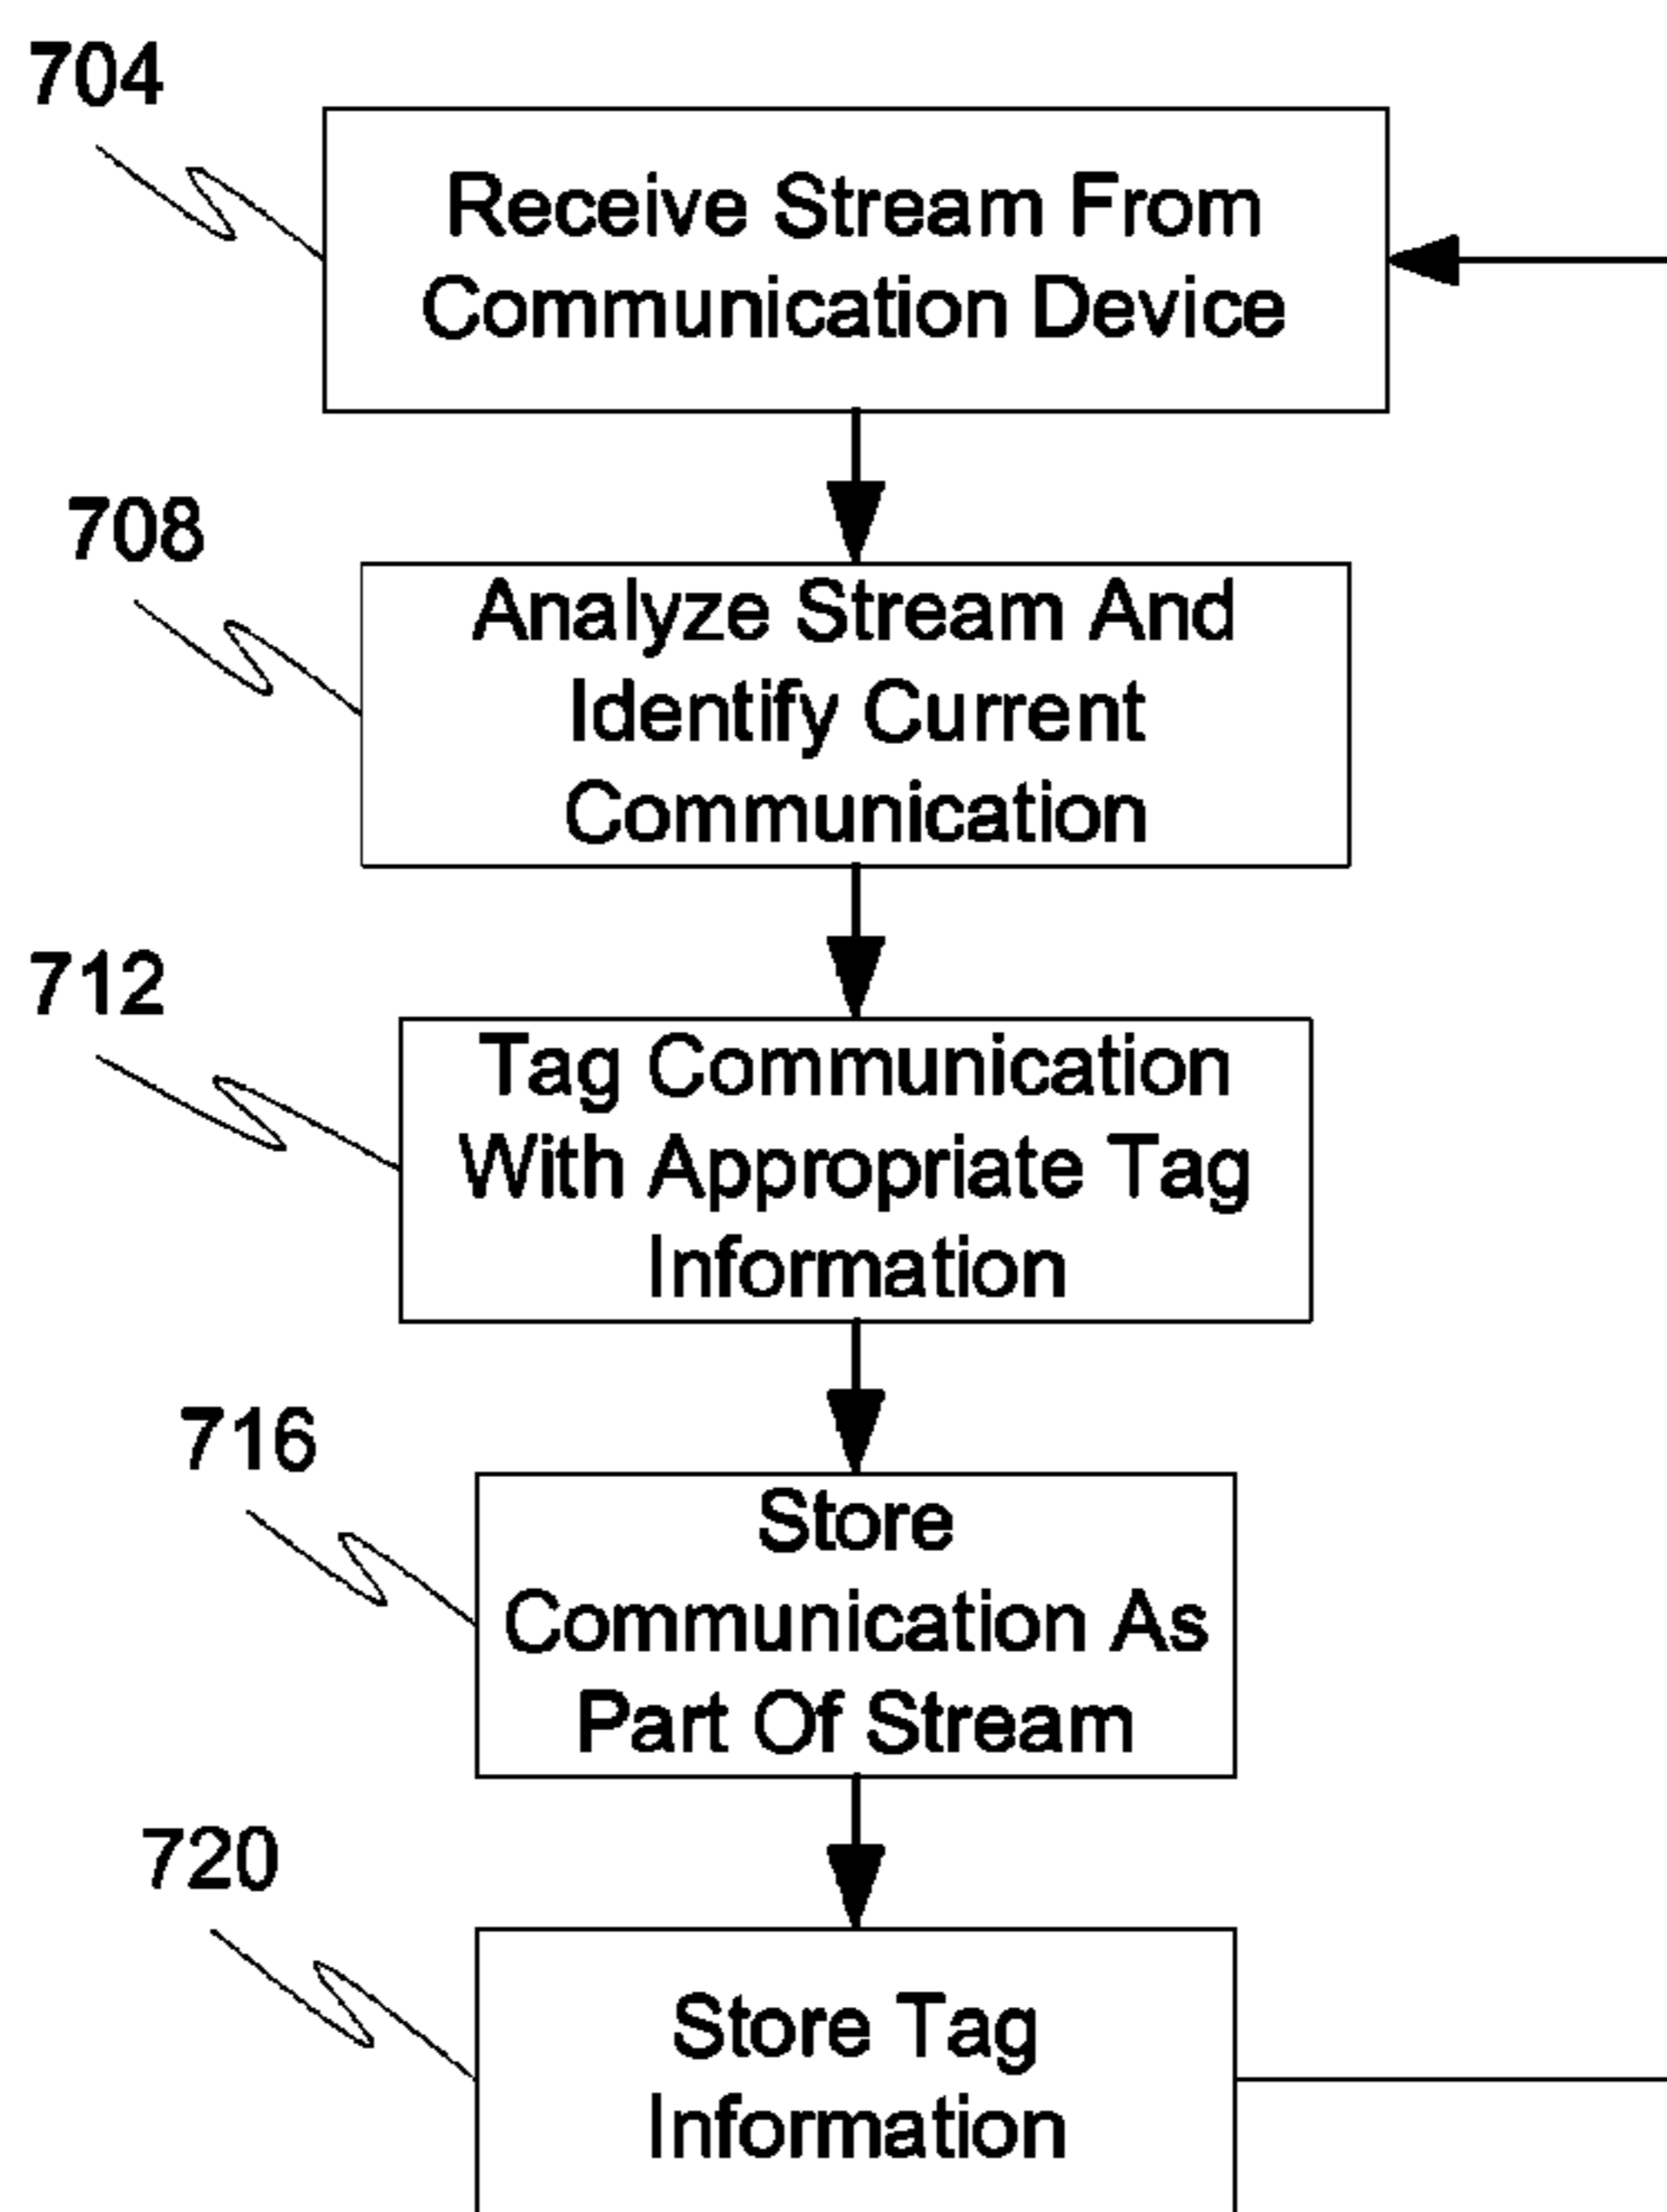 704
Receive Stream From
Communication Device
708
Analyze Stream And
Identify Current
Communication
712
Tag Communication
With Appropriate Tag
Information
716
Store
Communication As
Part Of Stream
720
Store Tag
Information